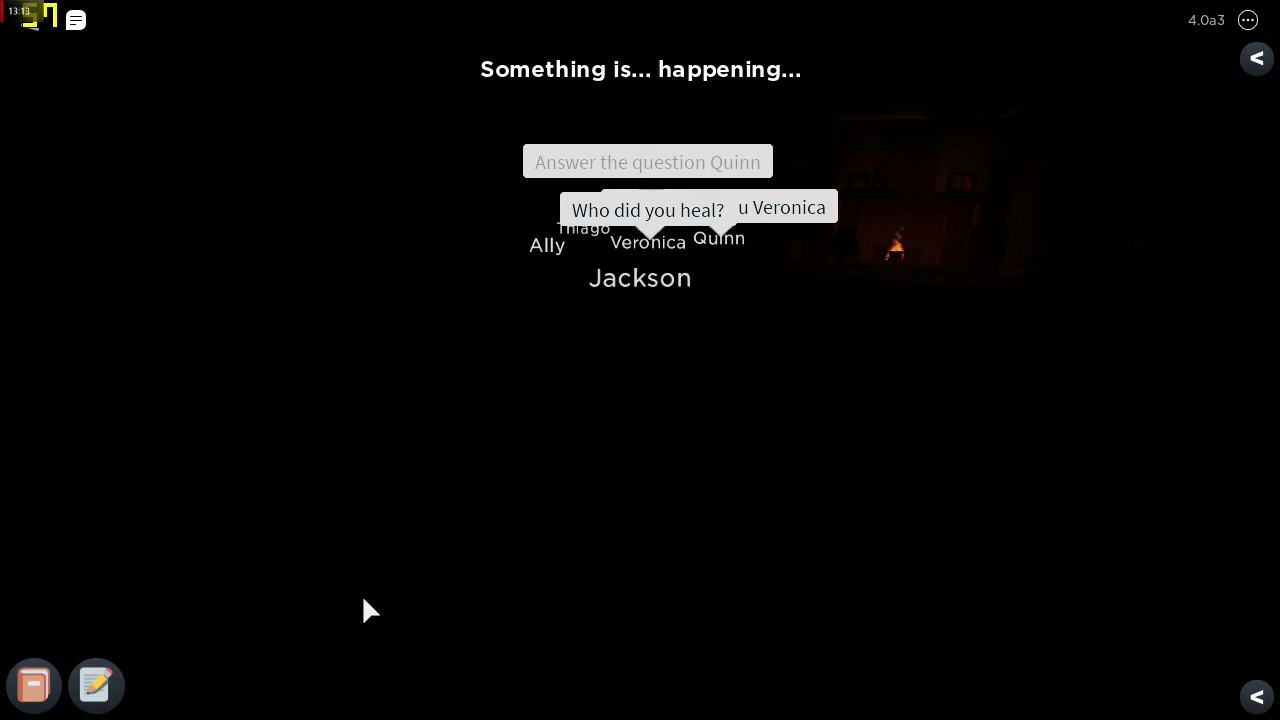 13:13
57
4.0a3
Something is... happening...
Answer the question Quinn
Who did you heal?
u Veronica
Thiago
Ally
Veronica
Quinn
Jackson